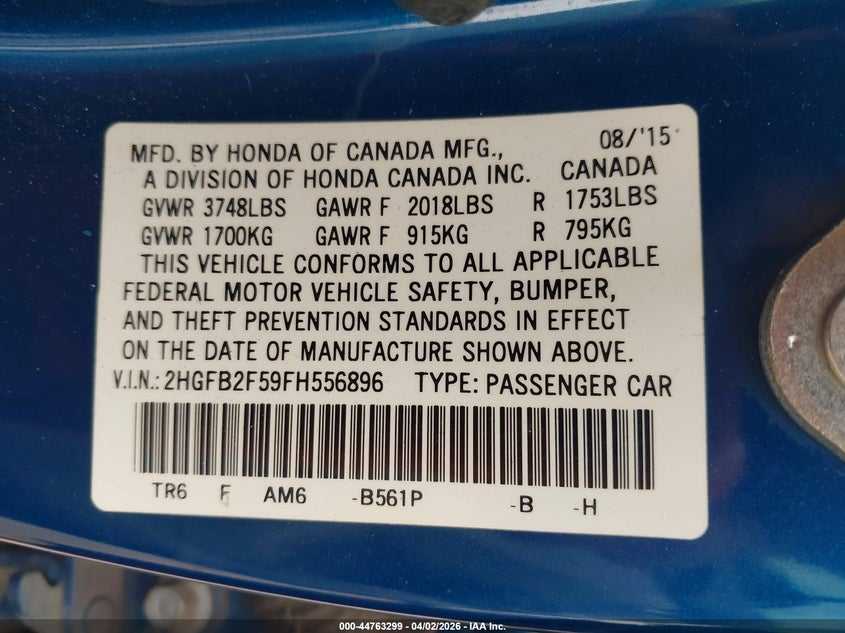 08/'15
MFD. BY HONDA OF CANADA MFG.,
A DIVISION OF HONDA CANADA INC. CANADA
GVWR 3748LBS GAWR F 2018LBS R 1753LBS
GVWR 1700KG GAWR F 915KG R 795KG
THIS VEHICLE CONFORMS TO ALL APPLICABLE
FEDERAL MOTOR VEHICLE SAFETY, BUMPER,
AND THEFT PREVENTION STANDARDS IN EFFECT
ON THE DATE OF MANUFACTURE SHOWN ABOVE.
V.I.N.: 2HGFB2F59FH556896 TYPE: PASSENGER CAR
TR6 F AM6 -B561P -B -H
000-44763299 - 04/02/2026 - IAA Inc.